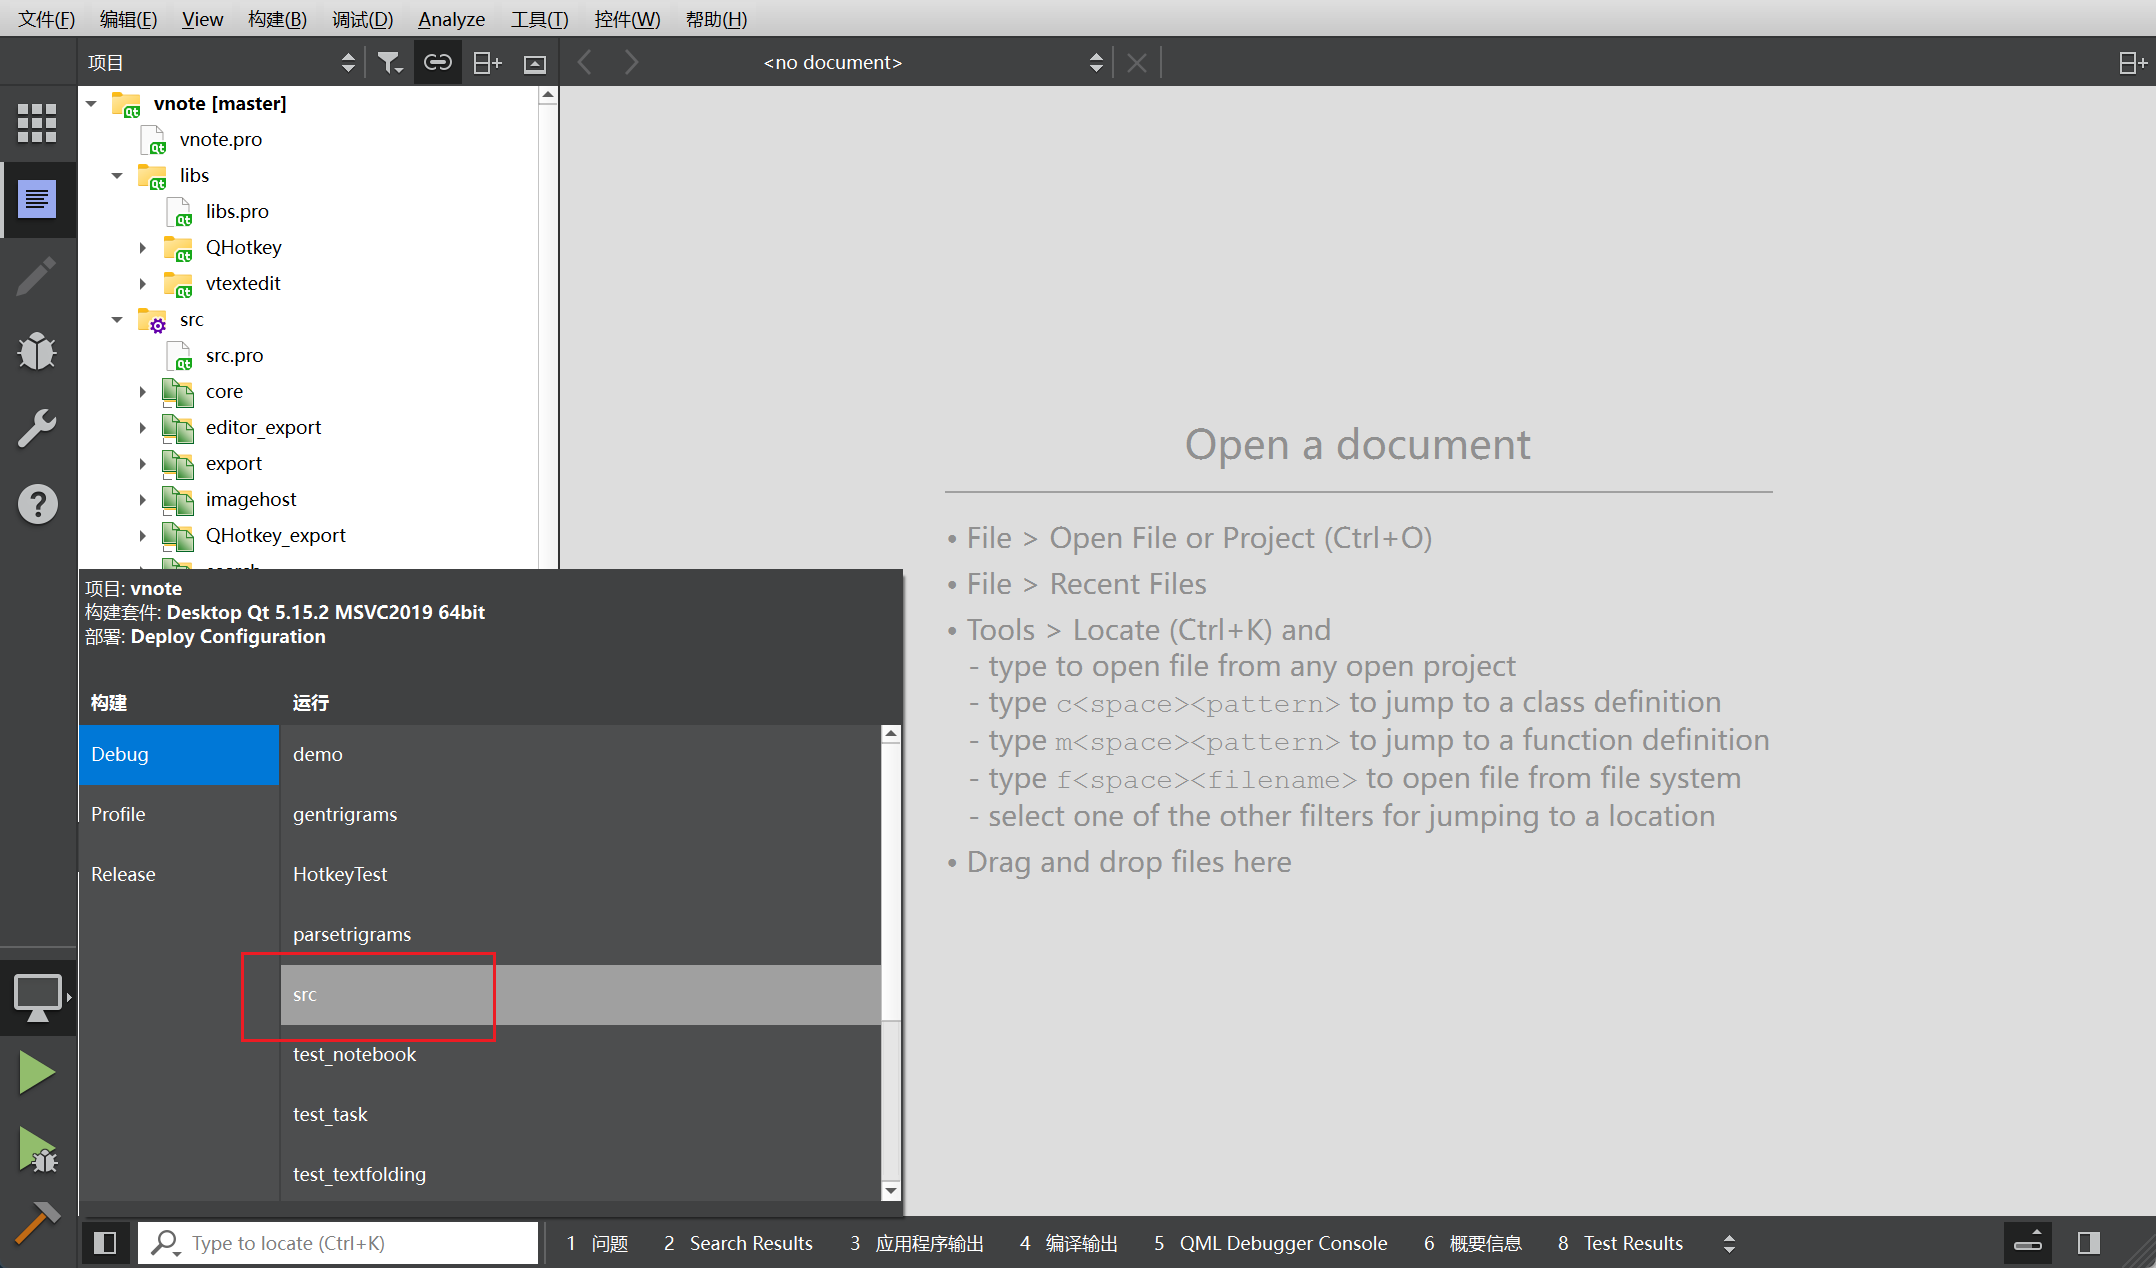 文件(F) 编辑(E) View 构建(B) 调试(D) Analyze 工具(T) 控件(W) 帮助(H)
项目
<no document>
vnote [master]
vnote.pro
libs
libs.pro
QHotkey
vtextedit
src
src.pro
core
editor_export
export
imagehost
QHotkey_export
项目: vnote
构建套件: Desktop Qt 5.15.2 MSVC2019 64bit
部署: Deploy Configuration
构建 运行
Debug demo
Profile gentrigrams
Release HotkeyTest
parsetrigrams
src
test_notebook
test_task
test_textfolding
Open a document
• File > Open File or Project (Ctrl+O)
• File > Recent Files
• Tools > Locate (Ctrl+K) and
- type to open file from any open project
- type c<space><pattern> to jump to a class definition
- type m<space><pattern> to jump to a function definition
- type f<space><filename> to open file from file system
- select one of the other filters for jumping to a location
• Drag and drop files here
Type to locate (Ctrl+K) 1 问题 2 Search Results 3 应用程序输出 4 编译输出 5 QML Debugger Console 6 概要信息 8 Test Results